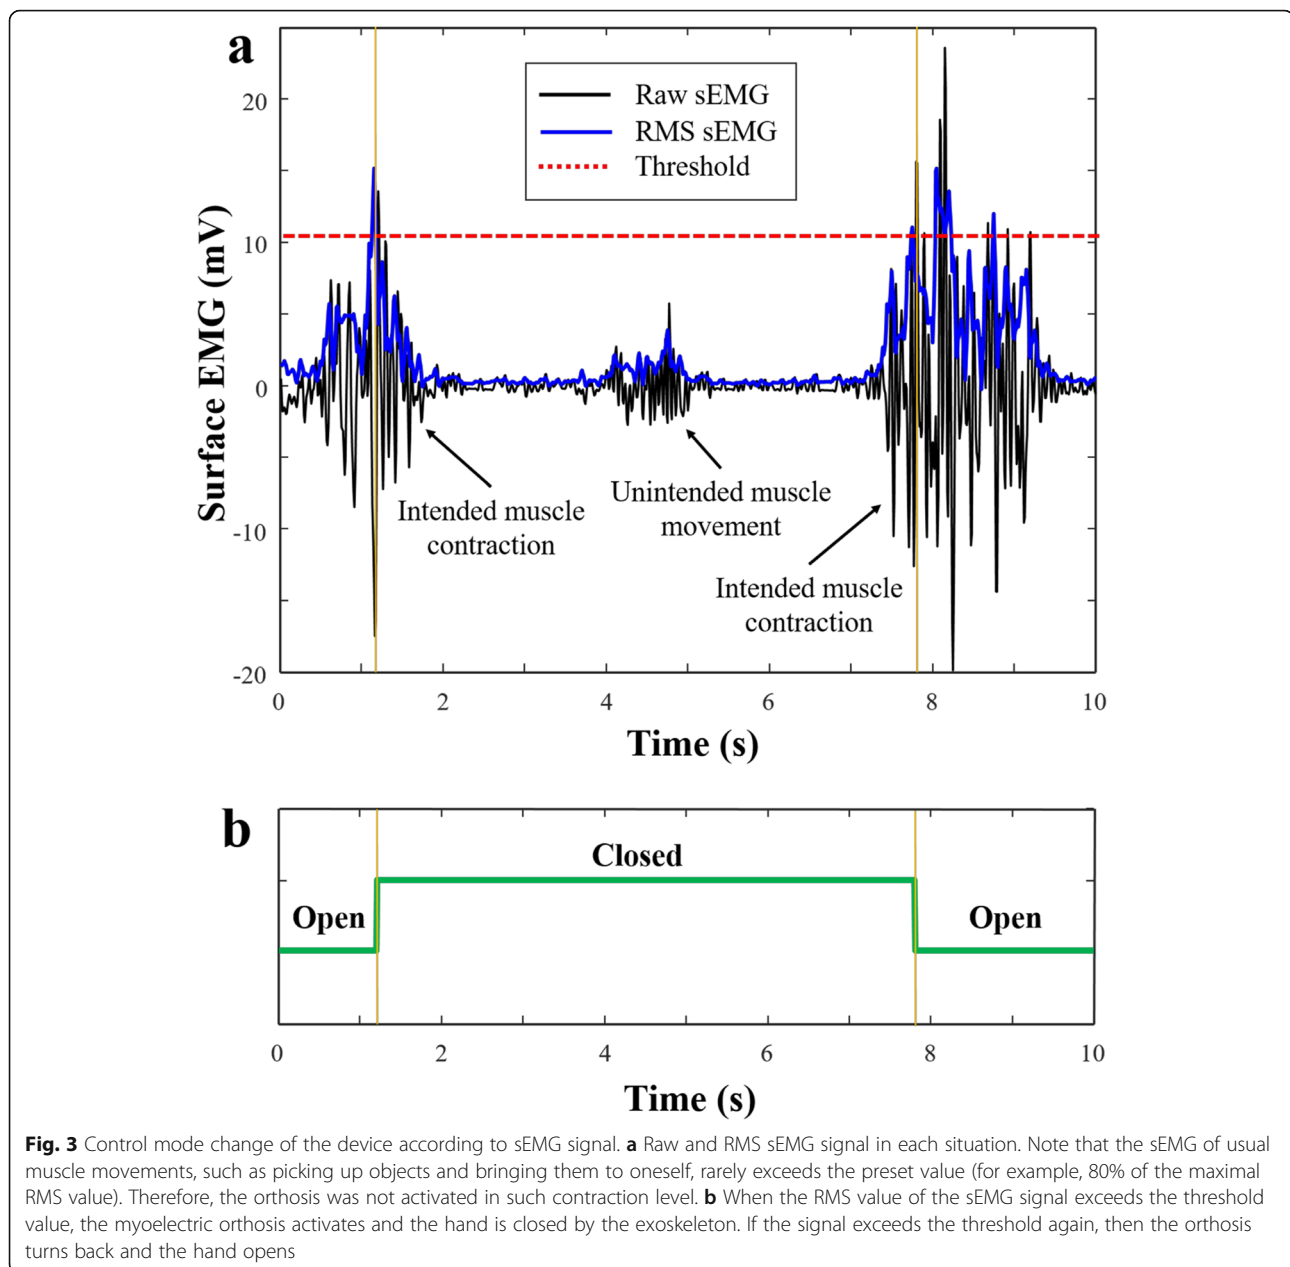 a
Raw sEMG
RMS sEMG
Threshold
Surface EMG (mV)
20
10
0
-10
-20
Intended muscle
contraction
Unintended muscle
movement
Intended muscle
contraction
0 2 4 6 8 10
Time (s)
b
Closed
Open
Open
0 2 4 6 8 10
Time (s)
Fig. 3 Control mode change of the device according to sEMG signal. a Raw and RMS sEMG signal in each situation. Note that the sEMG of usual
muscle movements, such as picking up objects and bringing them to oneself, rarely exceeds the preset value (for example, 80% of the maximal
RMS value). Therefore, the orthosis was not activated in such contraction level. b When the RMS value of the sEMG signal exceeds the threshold
value, the myoelectric orthosis activates and the hand is closed by the exoskeleton. If the signal exceeds the threshold again, then the orthosis
turns back and the hand opens